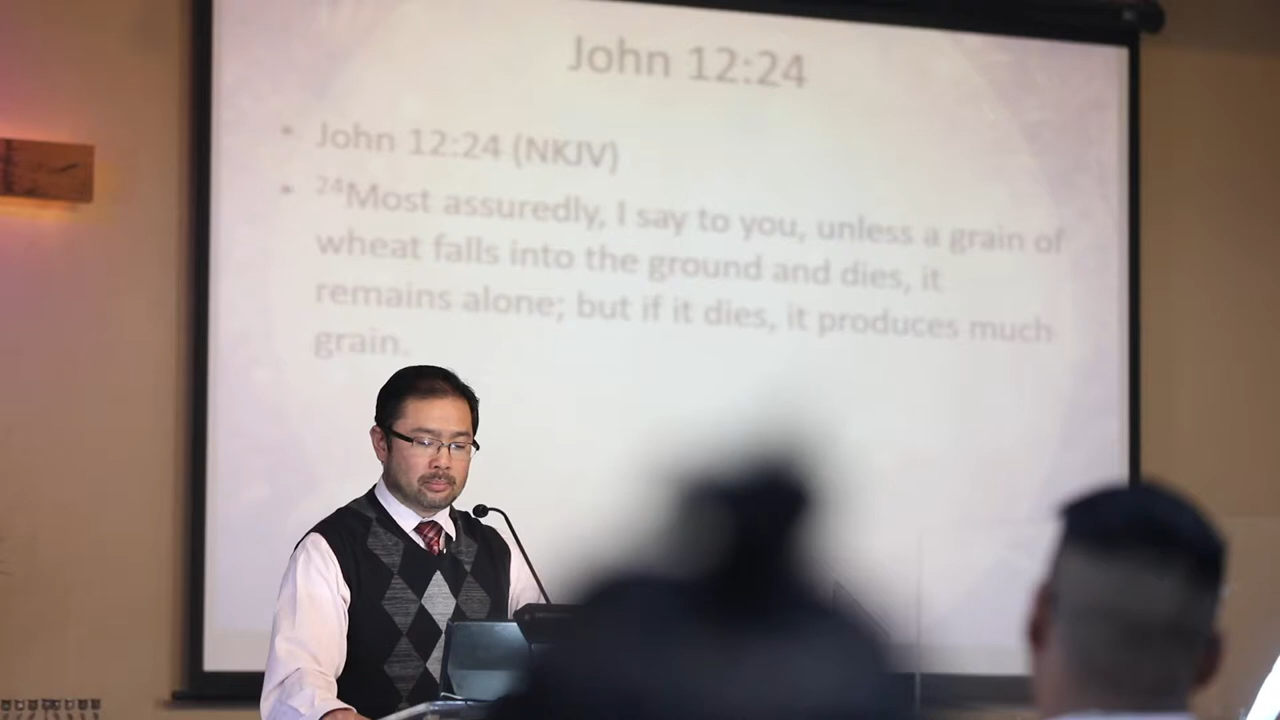 John 12:24
• John 12:24 (NKJV)
• ²⁴Most assuredly, I say to you, unless a grain of
wheat falls into the ground and dies, it
remains alone; but if it dies, it produces much
grain.